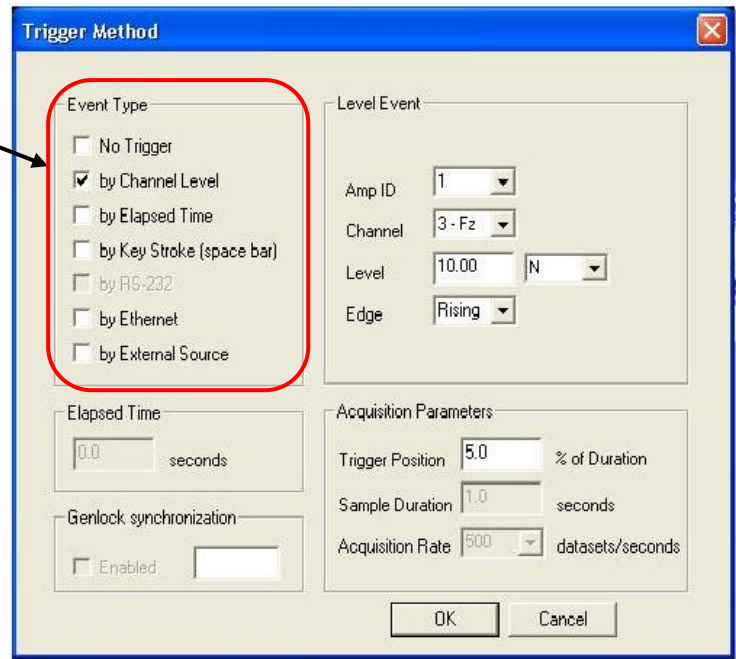 Trigger Method
Event Type
No Trigger
by Channel Level
by Elapsed Time
by Key Stroke (space bar)
by RS-232
by Ethernet
by External Source
Level Event
Amp ID 1
Channel 3 - Fz
Level 10.00 N
Edge Rising
Elapsed Time
0.0 seconds
Genlock synchronization
Enabled
Acquisition Parameters
Trigger Position 5.0 % of Duration
Sample Duration 1.0 seconds
Acquisition Rate 500 datasets/seconds
OK Cancel